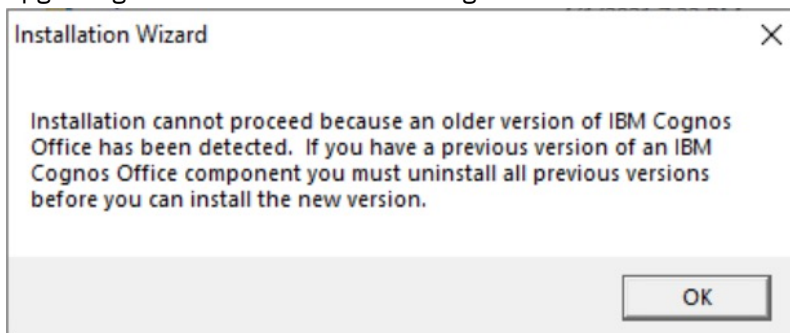 Installation Wizard
Installation cannot proceed because an older version of IBM Cognos
Office has been detected.  If you have a previous version of an IBM
Cognos Office component you must uninstall all previous versions
before you can install the new version.
OK